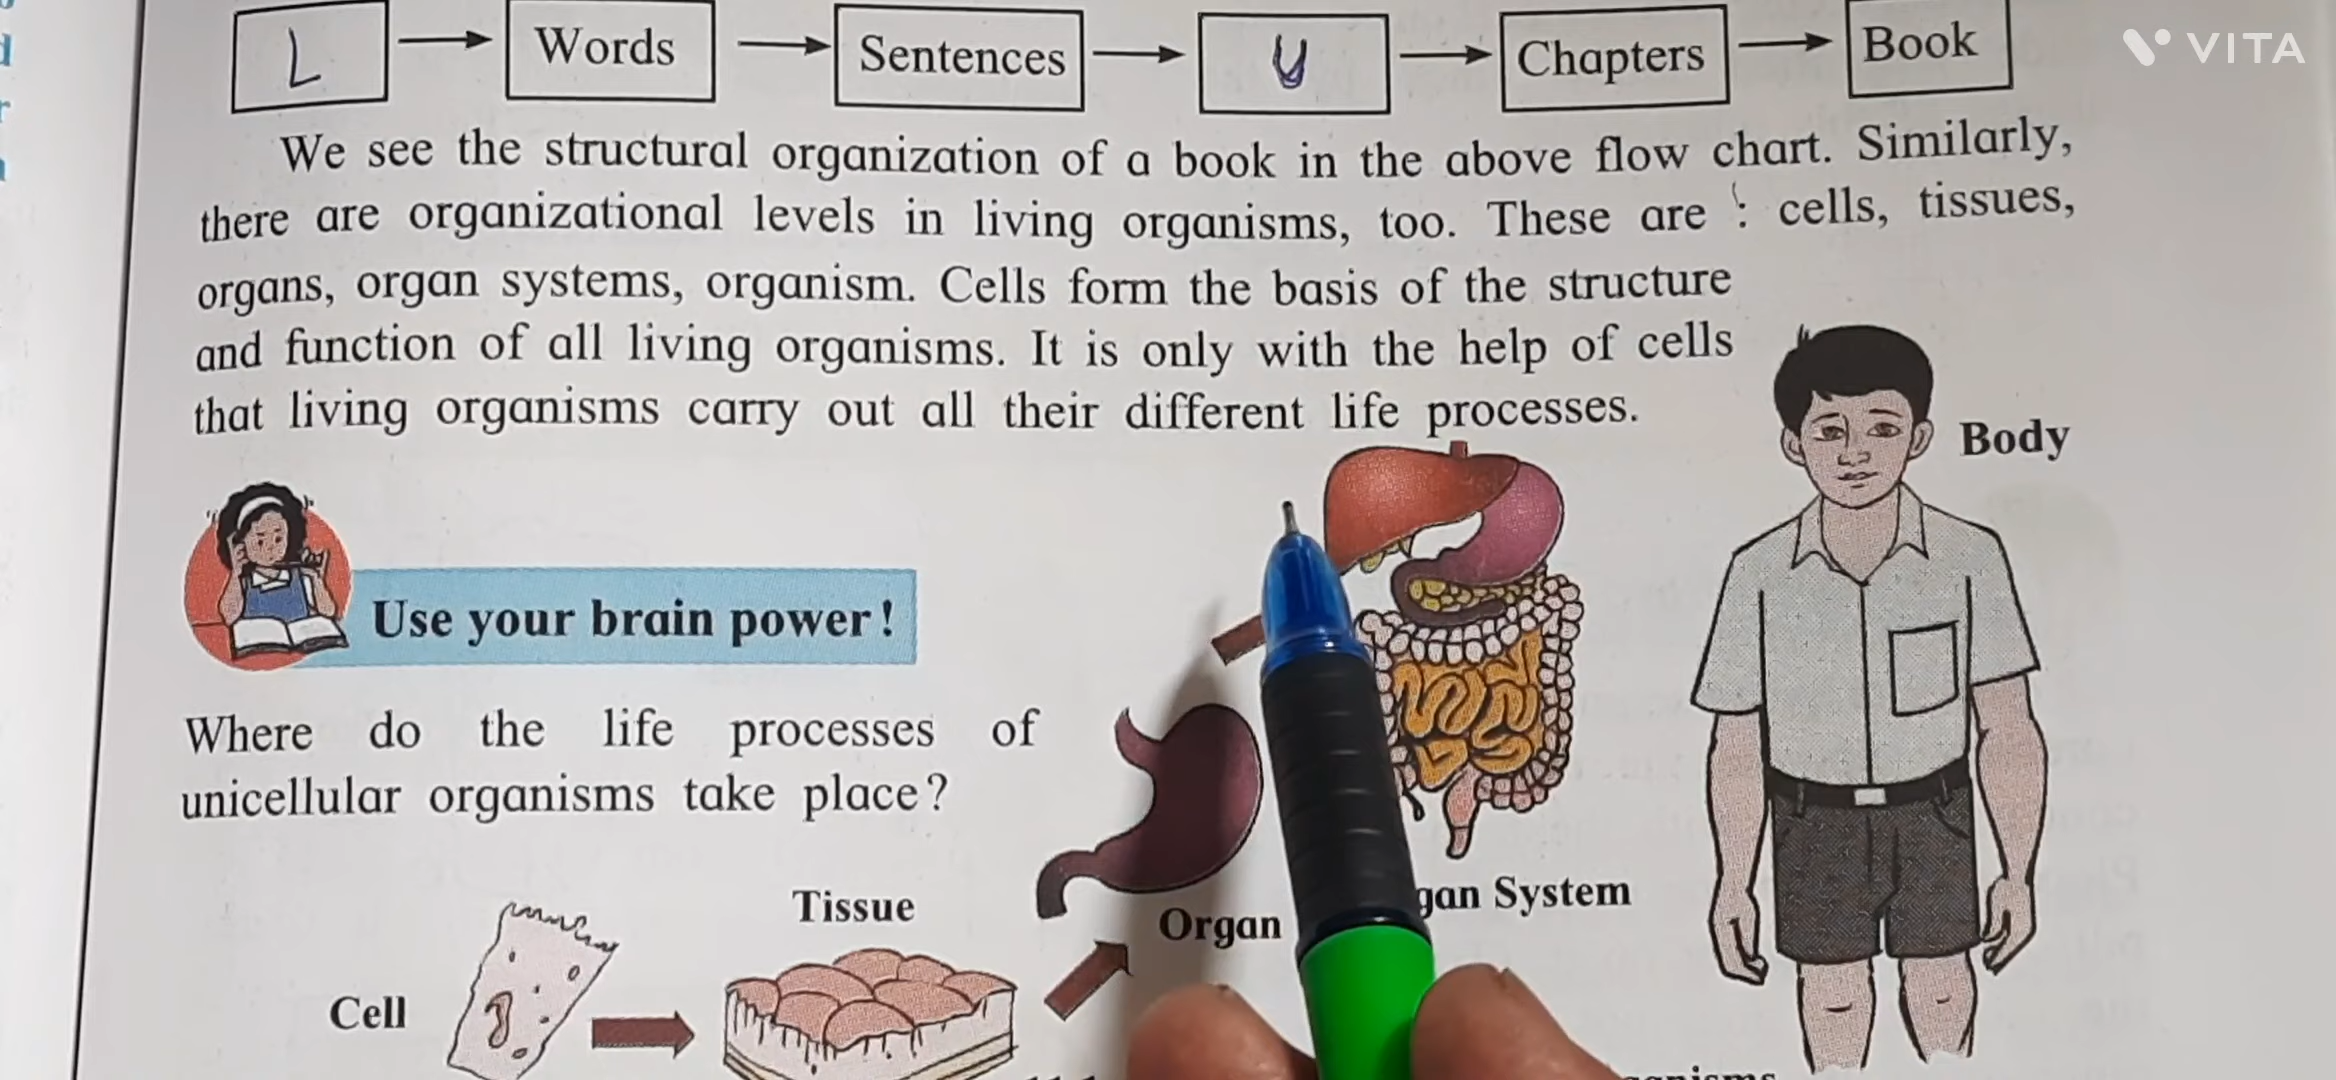 L → Words → Sentences → U → Chapters → Book
VITA
We see the structural organization of a book in the above flow chart. Similarly,
there are organizational levels in living organisms, too. These are : cells, tissues,
organs, organ systems, organism. Cells form the basis of the structure
and function of all living organisms. It is only with the help of cells
that living organisms carry out all their different life processes.
Body
Use your brain power!
Where do the life processes of
unicellular organisms take place?
Tissue
Organ
gan System
Cell